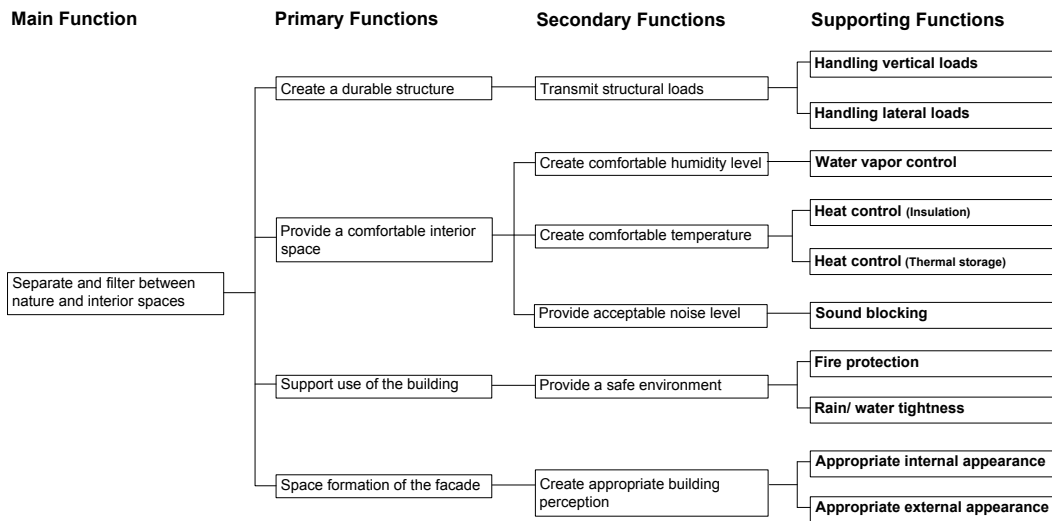 Main Function
Primary Functions
Secondary Functions
Supporting Functions
Separate and filter between
nature and interior spaces
Create a durable structure
Provide a comfortable interior
space
Support use of the building
Space formation of the facade
Transmit structural loads
Create comfortable humidity level
Create comfortable temperature
Provide acceptable noise level
Provide a safe environment
Create appropriate building
perception
Handling vertical loads
Handling lateral loads
Water vapor control
Heat control (Insulation)
Heat control (Thermal storage)
Sound blocking
Fire protection
Rain/ water tightness
Appropriate internal appearance
Appropriate external appearance